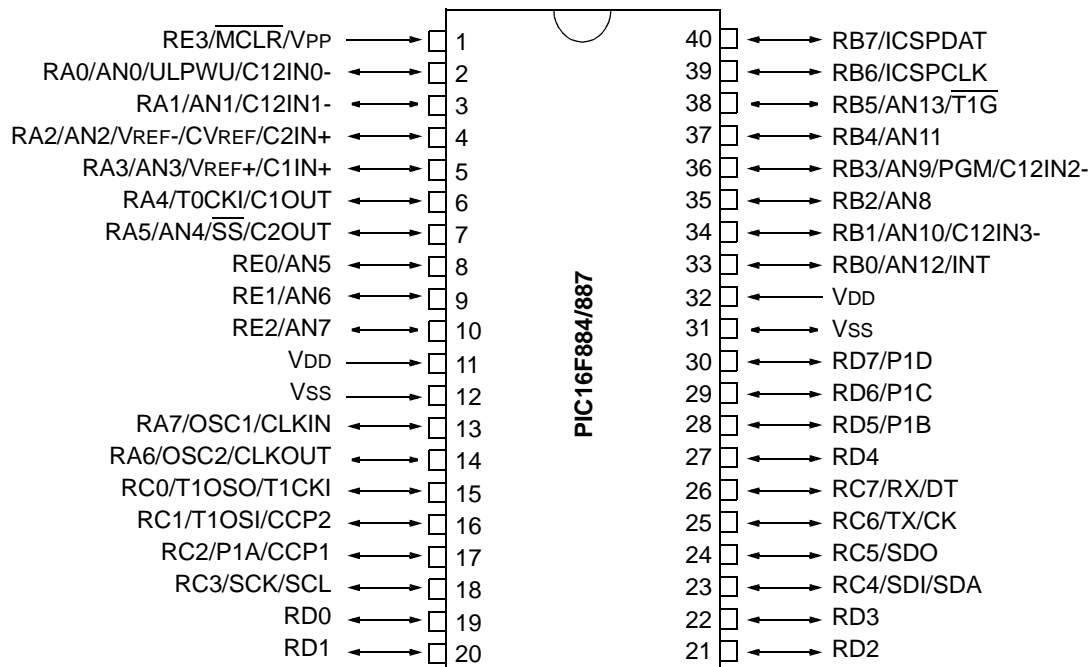 RE3/MCLR/VPP 1
RA0/AN0/ULPWU/C12IN0- 2
RA1/AN1/C12IN1- 3
RA2/AN2/VREF-/CVREF/C2IN+ 4
RA3/AN3/VREF+/C1IN+ 5
RA4/T0CKI/C1OUT 6
RA5/AN4/SS/C2OUT 7
RE0/AN5 8
RE1/AN6 9
RE2/AN7 10
VDD 11
VSS 12
RA7/OSC1/CLKIN 13
RA6/OSC2/CLKOUT 14
RC0/T1OSO/T1CKI 15
RC1/T1OSI/CCP2 16
RC2/P1A/CCP1 17
RC3/SCK/SCL 18
RD0 19
RD1 20
PIC16F884/887
40 RB7/ICSPDAT
39 RB6/ICSPCLK
38 RB5/AN13/T1G
37 RB4/AN11
36 RB3/AN9/PGM/C12IN2-
35 RB2/AN8
34 RB1/AN10/C12IN3-
33 RB0/AN12/INT
32 VDD
31 VSS
30 RD7/P1D
29 RD6/P1C
28 RD5/P1B
27 RD4
26 RC7/RX/DT
25 RC6/TX/CK
24 RC5/SDO
23 RC4/SDI/SDA
22 RD3
21 RD2